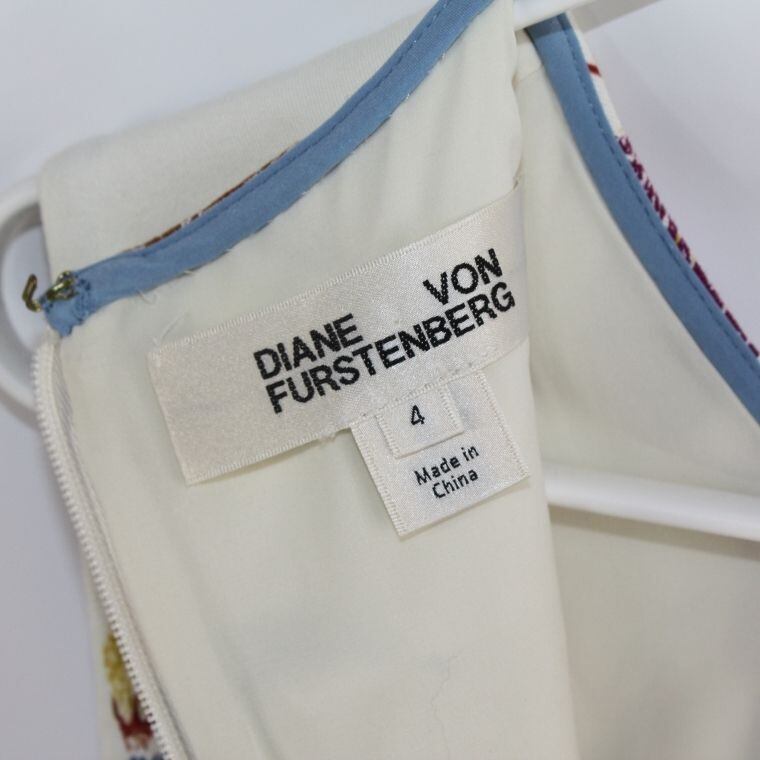 DIANE VON
FURSTENBERG
4
Made in
China